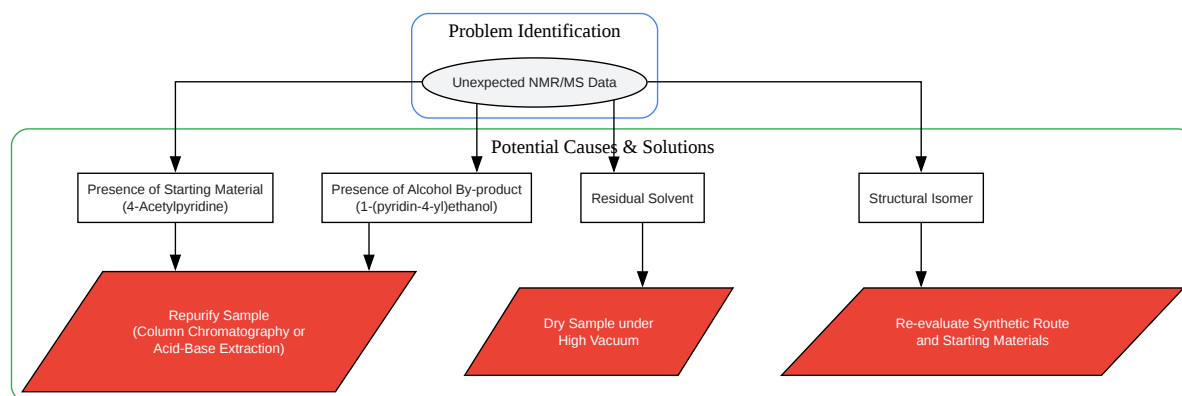 Problem Identification
Unexpected NMR/MS Data
Potential Causes & Solutions
Presence of Starting Material
(4-Acetylpyridine)
Presence of Alcohol By-product
(1-(pyridin-4-yl)ethanol)
Residual Solvent
Structural Isomer
Repurify Sample
(Column Chromatography or
Acid-Base Extraction)
Dry Sample under
High Vacuum
Re-evaluate Synthetic Route
and Starting Materials